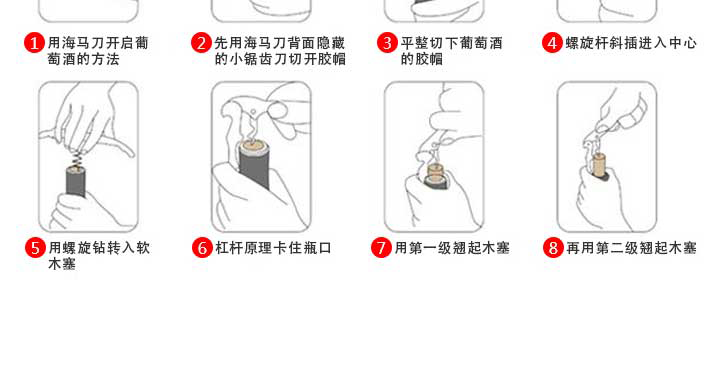 1 用海马刀开启葡
萄酒的方法
2 先用海马刀背面隐藏
的小锯齿刀切开胶帽
3 平整切下葡萄酒
的胶帽
4 螺旋杆斜插进入中心
5 用螺旋钻转入软
木塞
6 杠杆原理卡住瓶口
7 用第一级翘起木塞
8 再用第二级翘起木塞